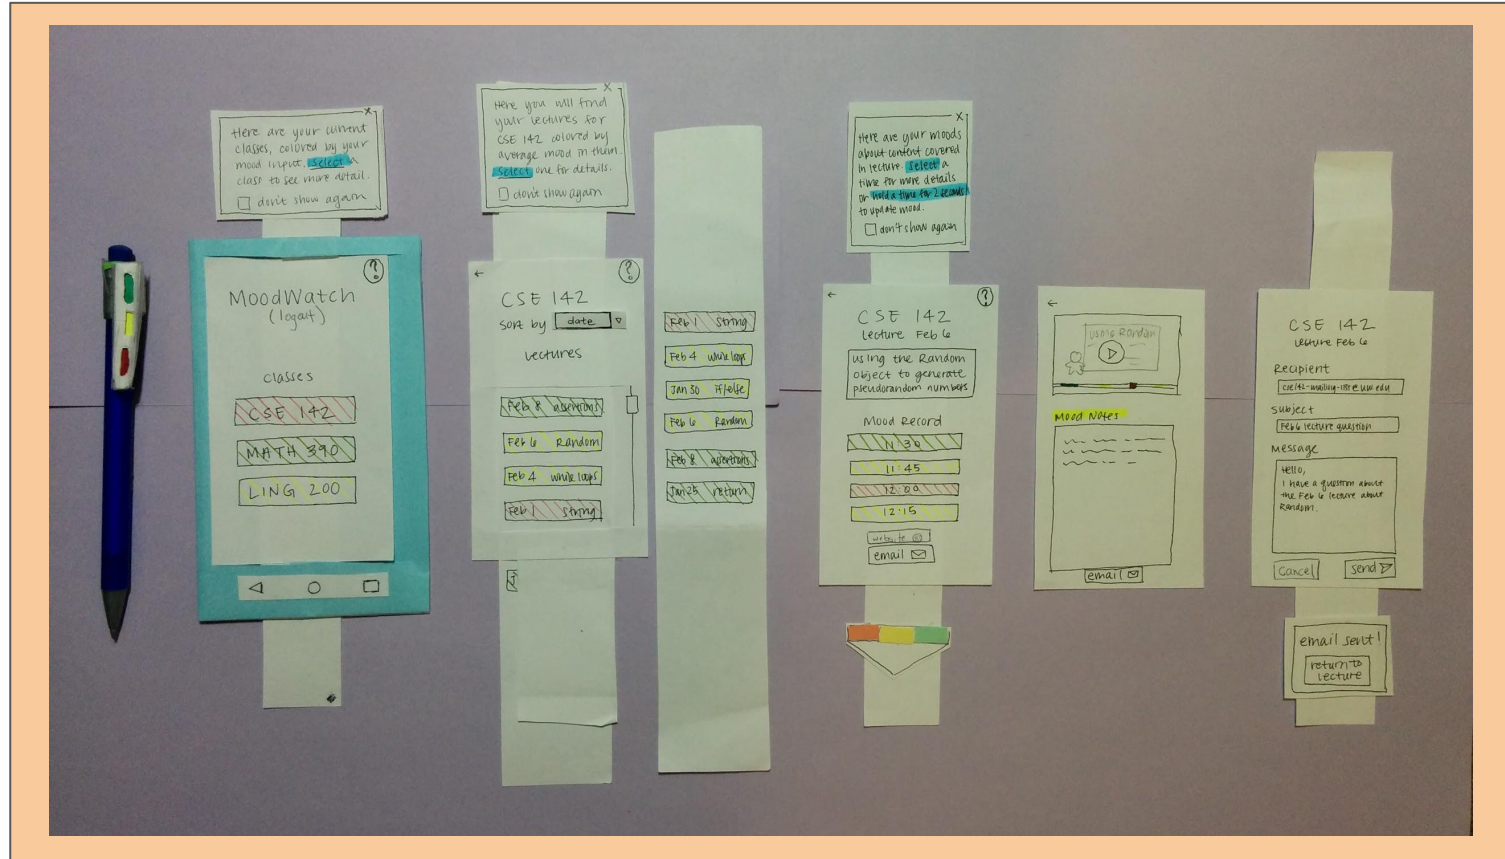 Here are your current
classes, colored by your
mood input. Select a
class to see more detail.
don't show again
?
MoodWatch
(logout)
classes
CSE 142
MATH 390
LING 200
x
Here you will find
your lectures for
CSE 142 colored by
average mood in them.
Select one for details.
don't show again
←
?
CSE 142
sort by date
lectures
Feb 8 assertions
Feb 6 Random
Feb 4 while loops
Feb 1 String
Feb 1 String
Feb 4 while loops
Jan 30 if/else
Feb 6 Random
Feb 8 assertions
Jan 25 return
x
Here are your moods
about content covered
in lecture. Select a
time for more details
or hold a time for 2 seconds
to update mood.
don't show again
←
?
CSE 142
Lecture Feb 6
using the Random
object to generate
pseudorandom numbers
Mood Record
11:30
11:45
12:00
12:15
website
email
←
using Random
Mood Notes
email
CSE 142
Lecture Feb 6
Recipient
cse142-mailing-list@uw.edu
Subject
Feb 6 lecture question
Message
Hello,
I have a question about
the Feb 6 lecture about
Random.
Cancel
send
email sent!
return to
lecture